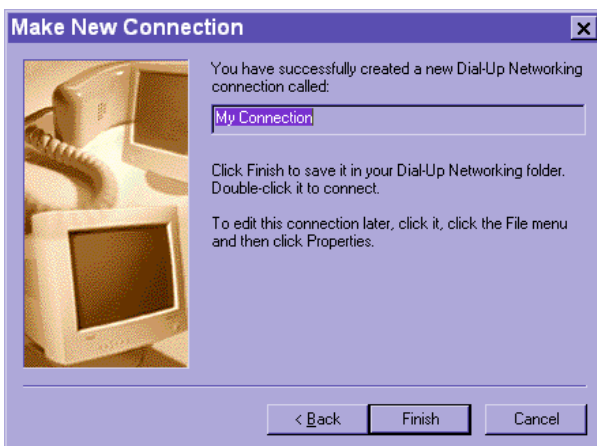 Make New Connection
You have successfully created a new Dial-Up Networking
connection called:
My Connection
Click Finish to save it in your Dial-Up Networking folder.
Double-click it to connect.
To edit this connection later, click it, click the File menu
and then click Properties.
< Back
Finish
Cancel